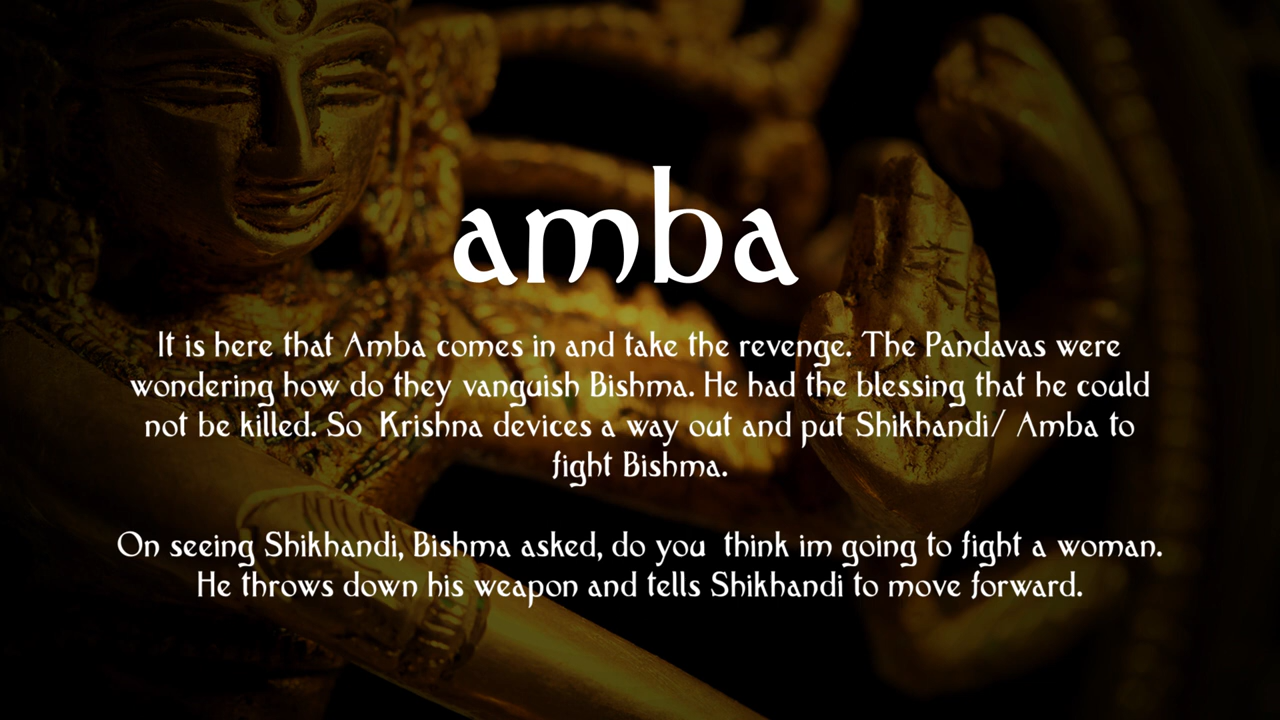 amba
It is here that Amba comes in and take the revenge. The Pandavas were
wondering how do they vanguish Bishma. He had the blessing that he could
not be killed. So  Krishna devices a way out and put Shikhandi/ Amba to
fight Bishma.
On seeing Shikhandi, Bishma asked, do you  think im going to fight a woman.
He throws down his weapon and tells Shikhandi to move forward.